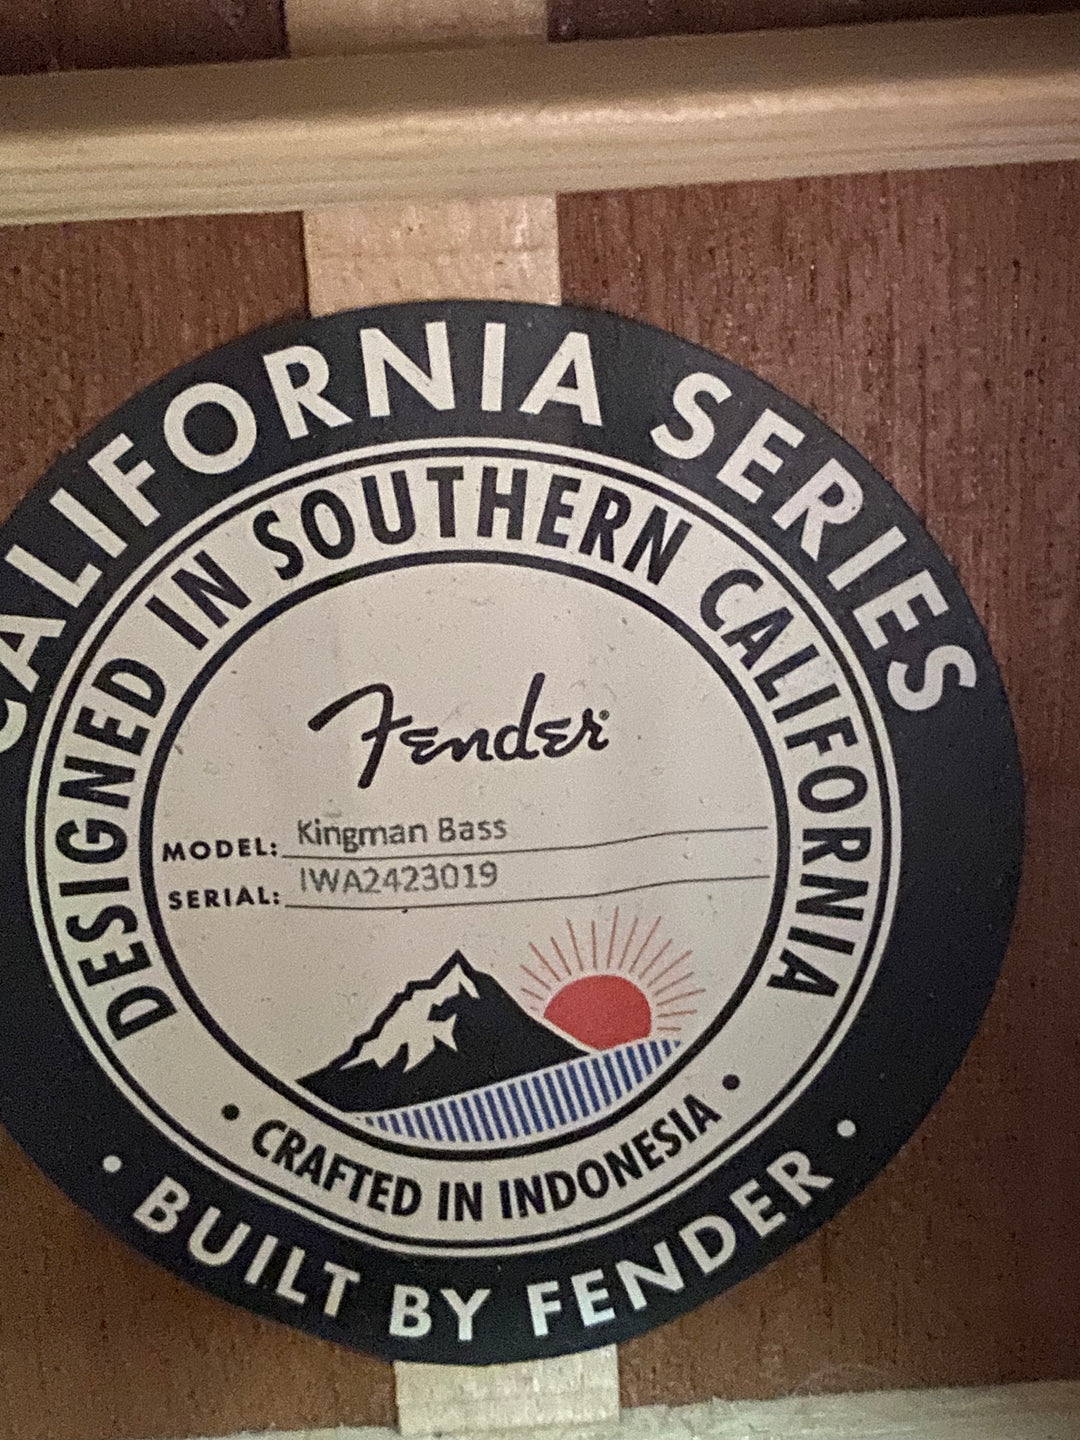 CALIFORNIA SERIES
DESIGNED IN SOUTHERN CALIFORNIA
Fender®
MODEL: Kingman Bass
SERIAL: IWA2423019
• CRAFTED IN INDONESIA •
• BUILT BY FENDER •